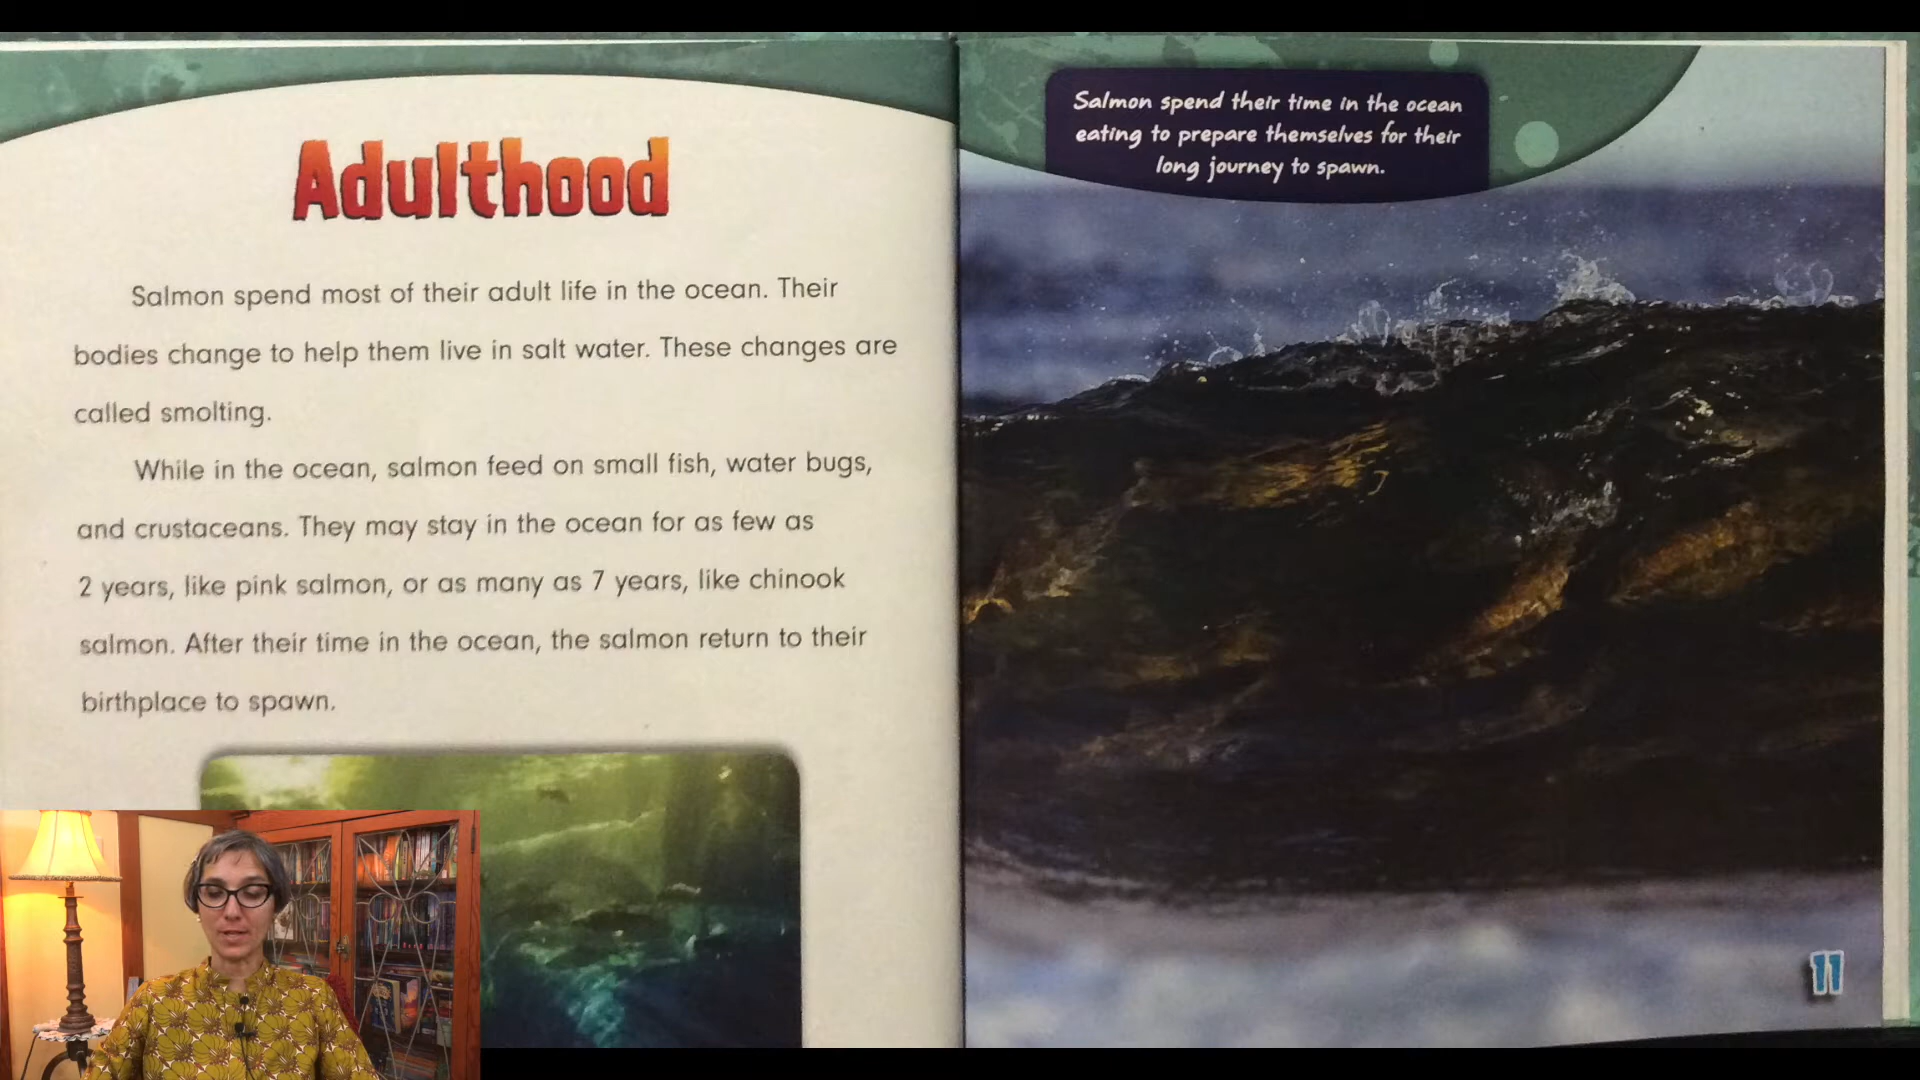 Adulthood
Salmon spend most of their adult life in the ocean. Their
bodies change to help them live in salt water. These changes are
called smolting.
While in the ocean, salmon feed on small fish, water bugs,
and crustaceans. They may stay in the ocean for as few as
2 years, like pink salmon, or as many as 7 years, like chinook
salmon. After their time in the ocean, the salmon return to their
birthplace to spawn.
Salmon spend their time in the ocean
eating to prepare themselves for their
long journey to spawn.
11